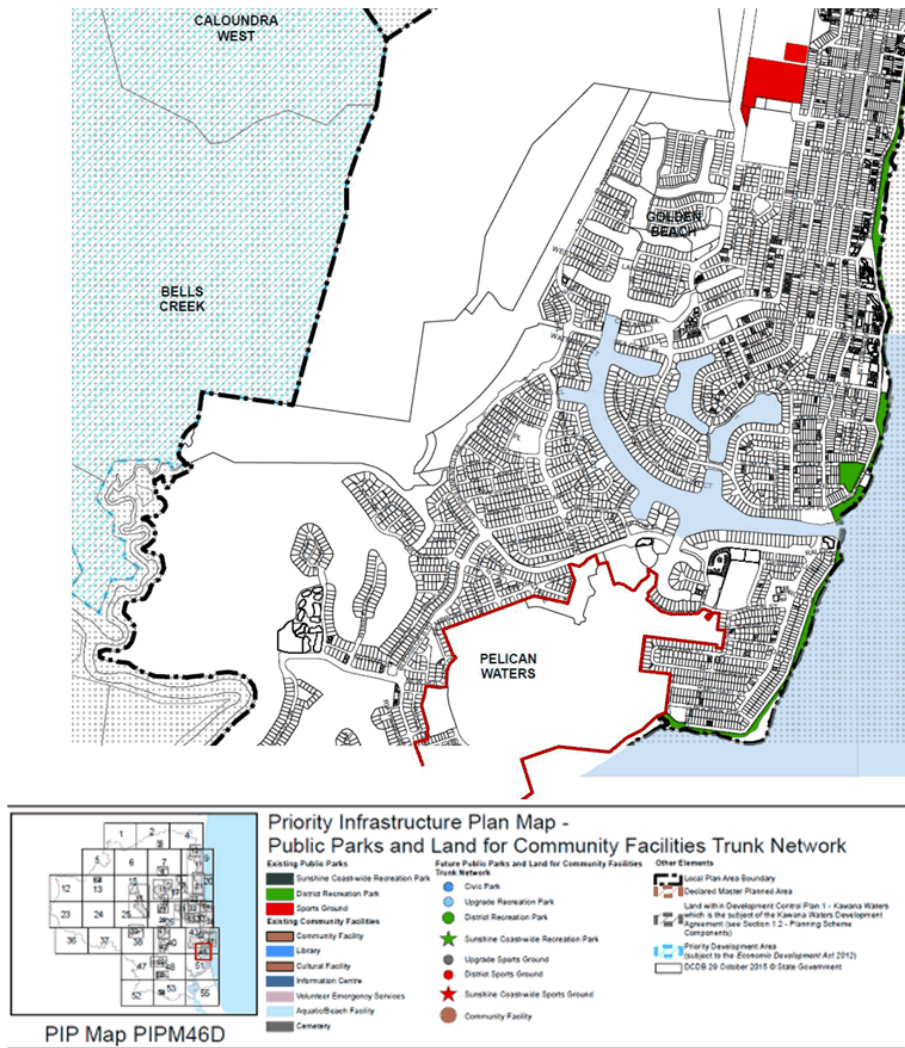 CALOUNDRA
WEST
GOLDEN
BEACH
BELLS
CREEK
PELICAN
WATERS
Priority Infrastructure Plan Map -
Public Parks and Land for Community Facilities Trunk Network
Existing Public Parks
Sunshine Coast-wide Recreation Park
District Recreation Park
Sports Ground
Existing Community Facilities
Community Facility
Library
Cultural Facility
Information Centre
Volunteer Emergency Services
Aquatic/Beach Facility
Cemetery
Future Public Parks and Land for Community Facilities
Trunk Network
Civic Park
Upgrade Recreation Park
District Recreation Park
Sunshine Coast-wide Recreation Park
Upgrade Sports Ground
District Sports Ground
Sunshine Coast-wide Sports Ground
Community Facility
Other Elements
Local Plan Area Boundary
Declared Master Planned Area
Land within Development Control Plan 1 - Kawana Waters
which is the subject of the Kawana Waters Development
Agreement (see Section 1.2 - Planning Scheme
Components)
Priority Development Area
(subject to the Economic Development Act 2012)
DCDB 29 October 2015 © State Government
1 2 4
5 6 7 9
12 13 15 20
23 24 25
36 37 38 40
47 48 51
52 53 55
PIP Map PIPM46D